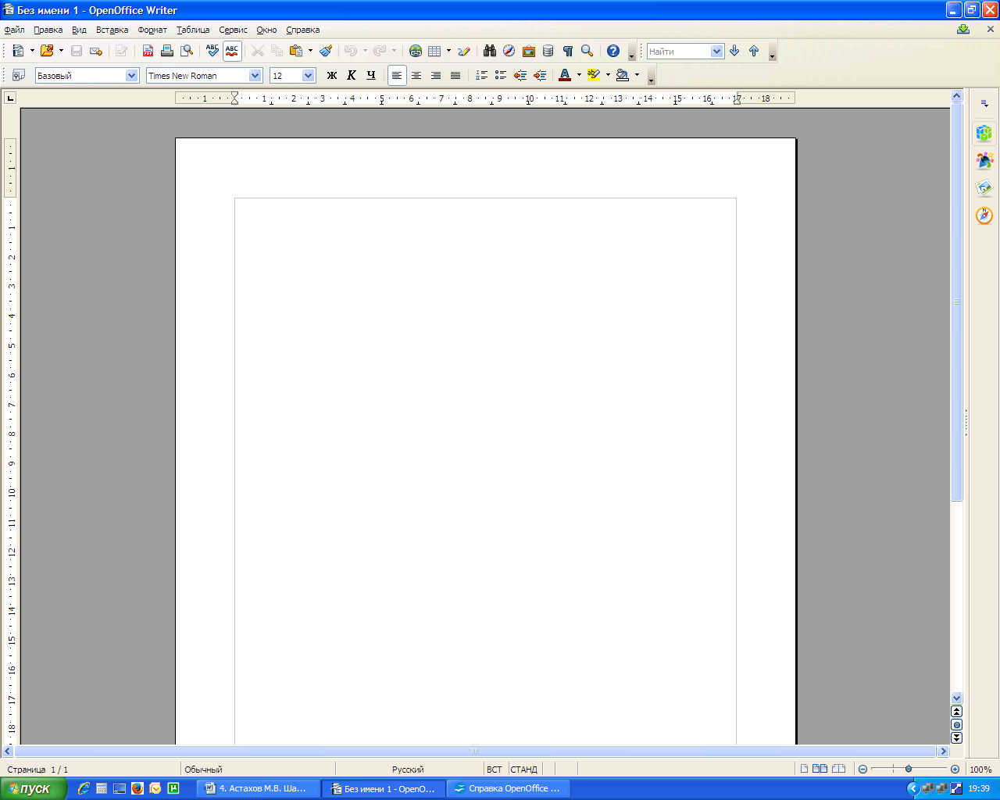 Без имени 1 - OpenOffice Writer
Файл Правка Вид Вставка Формат Таблица Сервис Окно Справка
PDF ABC ABC ? Найти
Базовый Times New Roman 12 Ж К Ч A ab
1 1 2 3 4 5 6 7 8 9 10 11 12 13 14 15 16 17 18
1
1
2
3
4
5
6
7
8
9
10
11
12
13
14
15
16
17
18
Страница 1 / 1 Обычный Русский ВСТ СТАНД 100%
пуск 4. Астахов М.В. Ша... Без имени 1 - OpenO... Справка OpenOffice ... 19:39